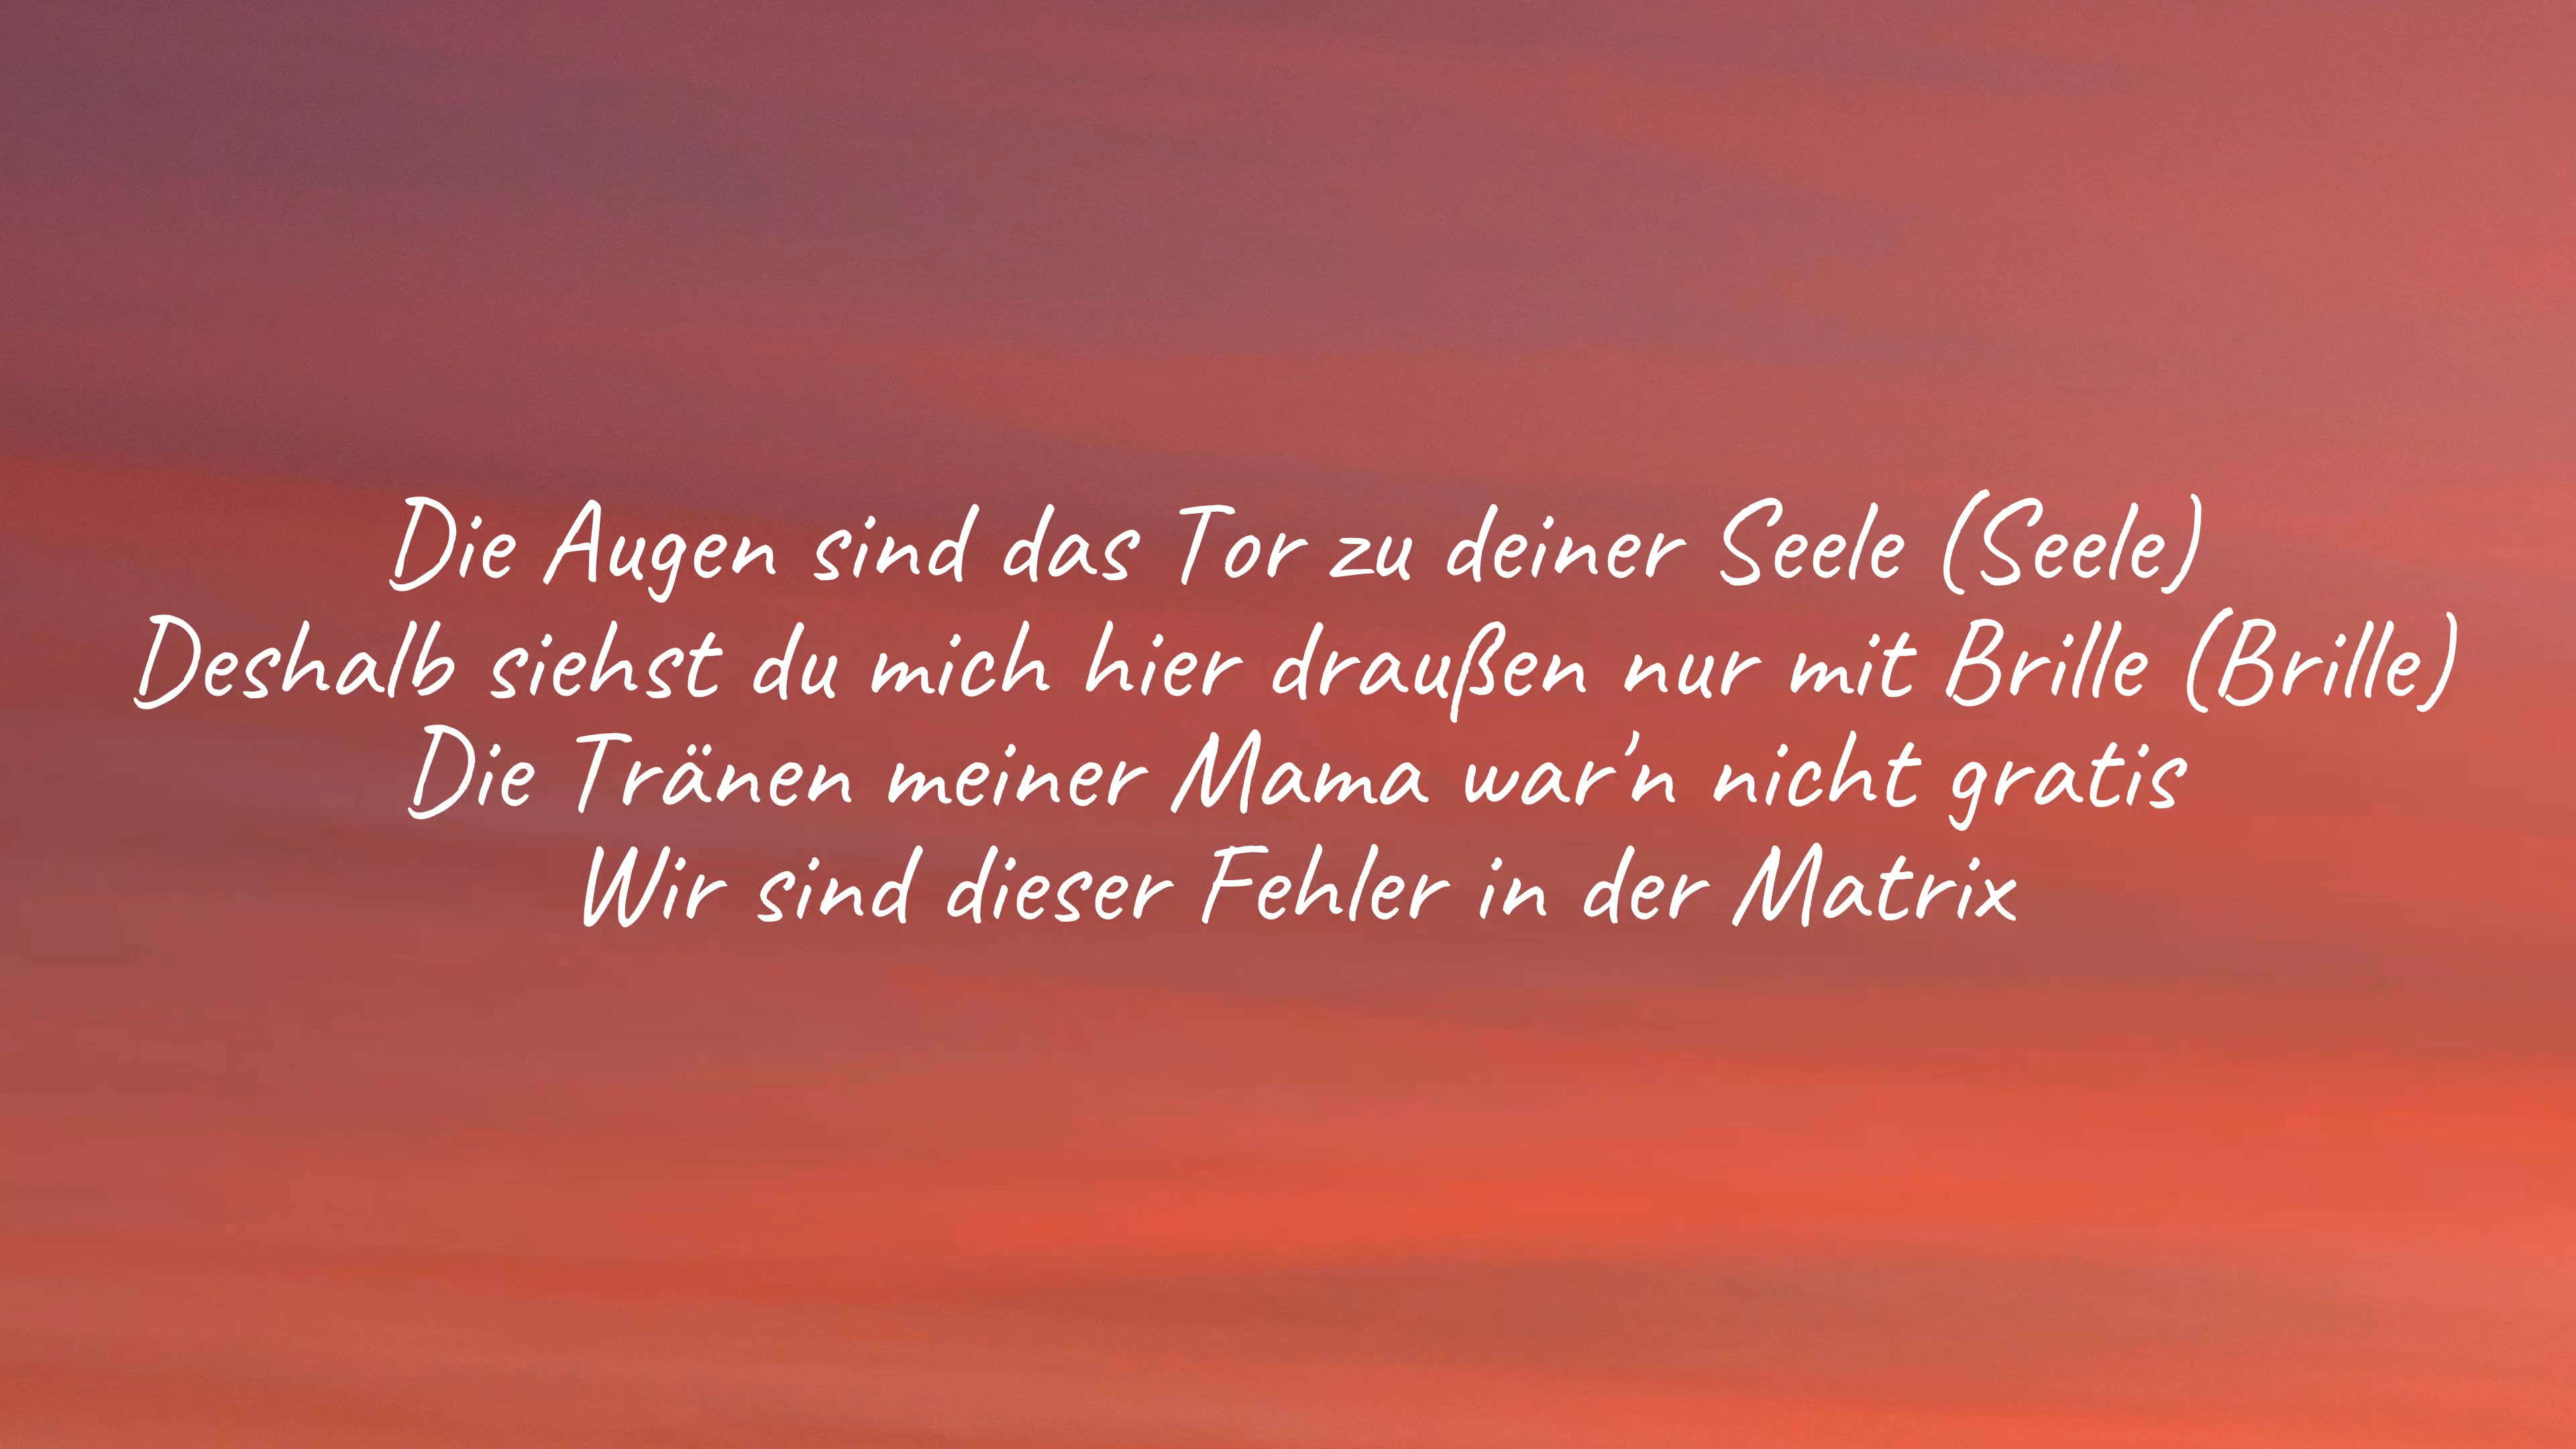 Die Augen sind das Tor zu deiner Seele (Seele)
Deshalb siehst du mich hier draußen nur mit Brille (Brille)
Die Tränen meiner Mama war'n nicht gratis
Wir sind dieser Fehler in der Matrix